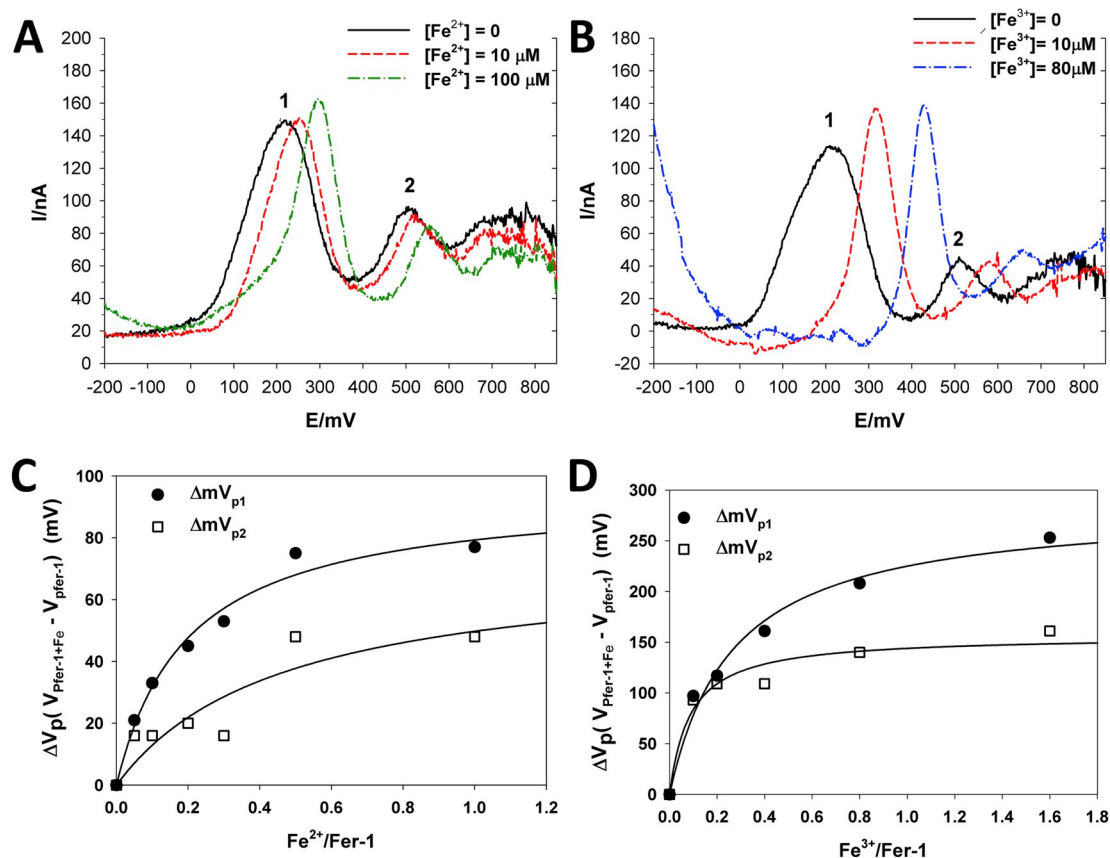 A
[Fe²⁺] = 0
[Fe²⁺] = 10 µM
[Fe²⁺] = 100 µM
200
180
160
140
120
100
80
60
40
20
0
1
2
I/nA
-200 -100 0 100 200 300 400 500 600 700 800
E/mV
B
[Fe³⁺]= 0
[Fe³⁺]= 10µM
[Fe³⁺]= 80µM
180
160
140
120
100
80
60
40
20
0
-20
1
2
I/nA
-200 -100 0 100 200 300 400 500 600 700 800
E/mV
C
ΔmVp1
ΔmVp2
100
80
60
40
20
0
ΔVp( VPfer-1+Fe - Vpfer-1) (mV)
0.0 0.2 0.4 0.6 0.8 1.0 1.2
Fe²⁺/Fer-1
D
ΔmVp1
ΔmVp2
300
250
200
150
100
50
0
ΔVp( VPfer-1+Fe - Vpfer-1) (mV)
0.0 0.2 0.4 0.6 0.8 1.0 1.2 1.4 1.6 1.8
Fe³⁺/Fer-1